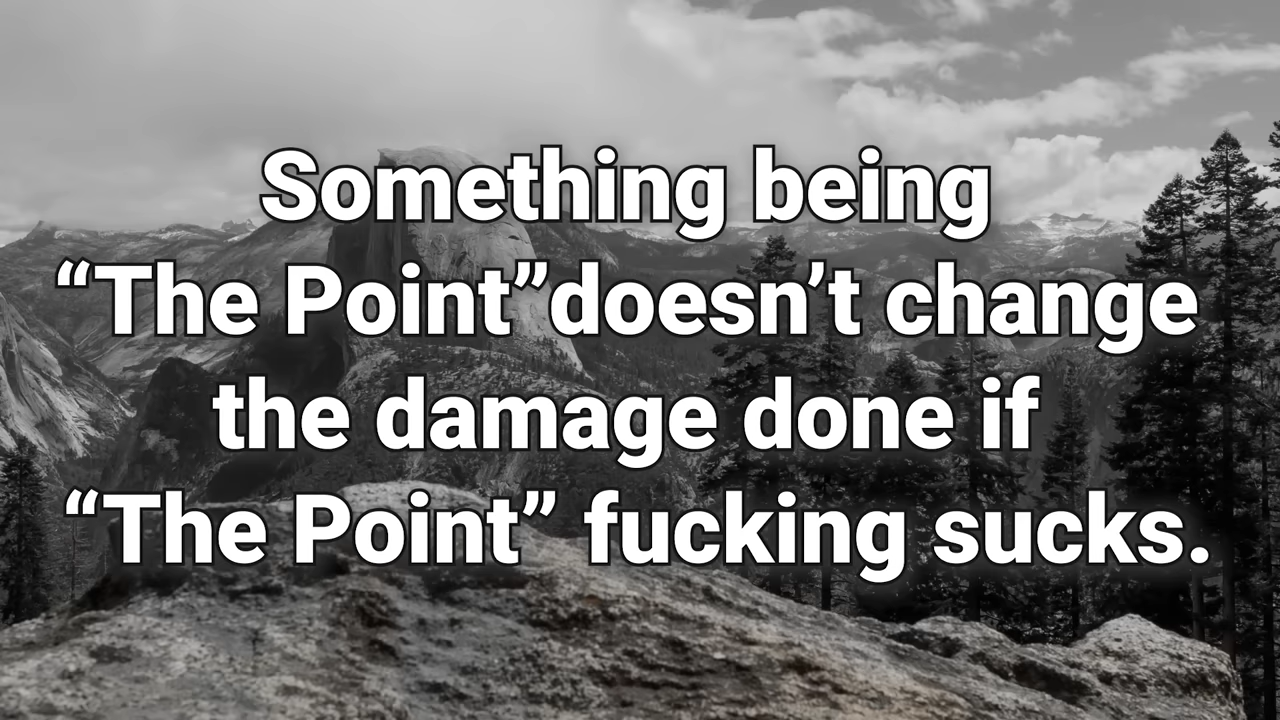 Something being
“The Point”doesn’t change
the damage done if
“The Point” fucking sucks.